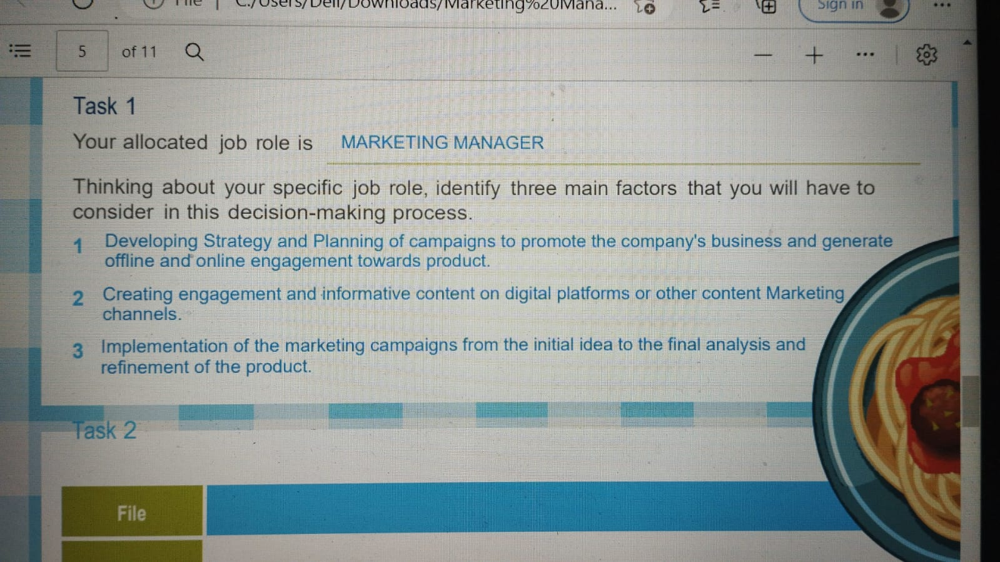 File
C:/Users/Dell/Downloads/Marketing%20Mana...
Sign in
5 of 11
Task 1
Your allocated job role is MARKETING MANAGER
Thinking about your specific job role, identify three main factors that you will have to
consider in this decision-making process.
1 Developing Strategy and Planning of campaigns to promote the company's business and generate
offline and online engagement towards product.
2 Creating engagement and informative content on digital platforms or other content Marketing
channels.
3 Implementation of the marketing campaigns from the initial idea to the final analysis and
refinement of the product.
Task 2
File